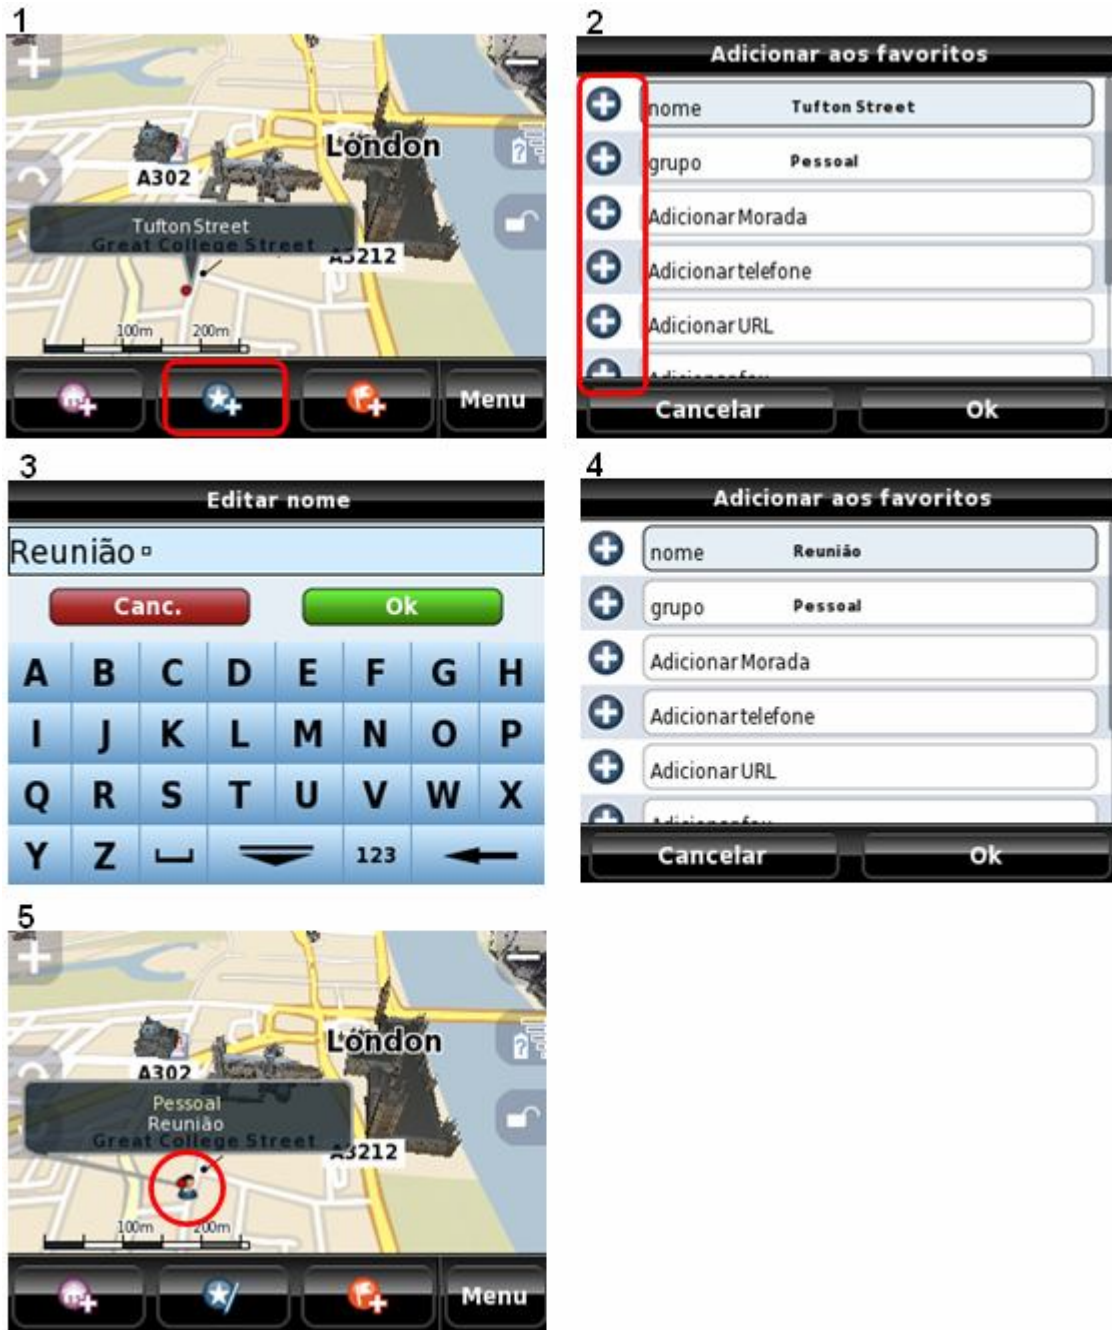 1
London
A302
Tufton Street
Great College Street
A3212
100m 200m
Menu
2
Adicionar aos favoritos
nome Tufton Street
grupo Pessoal
Adicionar Morada
Adicionar telefone
Adicionar URL
Cancelar Ok
3
Editar nome
Reunião
Canc. Ok
A B C D E F G H
I J K L M N O P
Q R S T U V W X
Y Z 123
4
Adicionar aos favoritos
nome Reunião
grupo Pessoal
Adicionar Morada
Adicionar telefone
Adicionar URL
Cancelar Ok
5
London
A302
Pessoal
Reunião
Great College Street
A3212
100m 200m
Menu